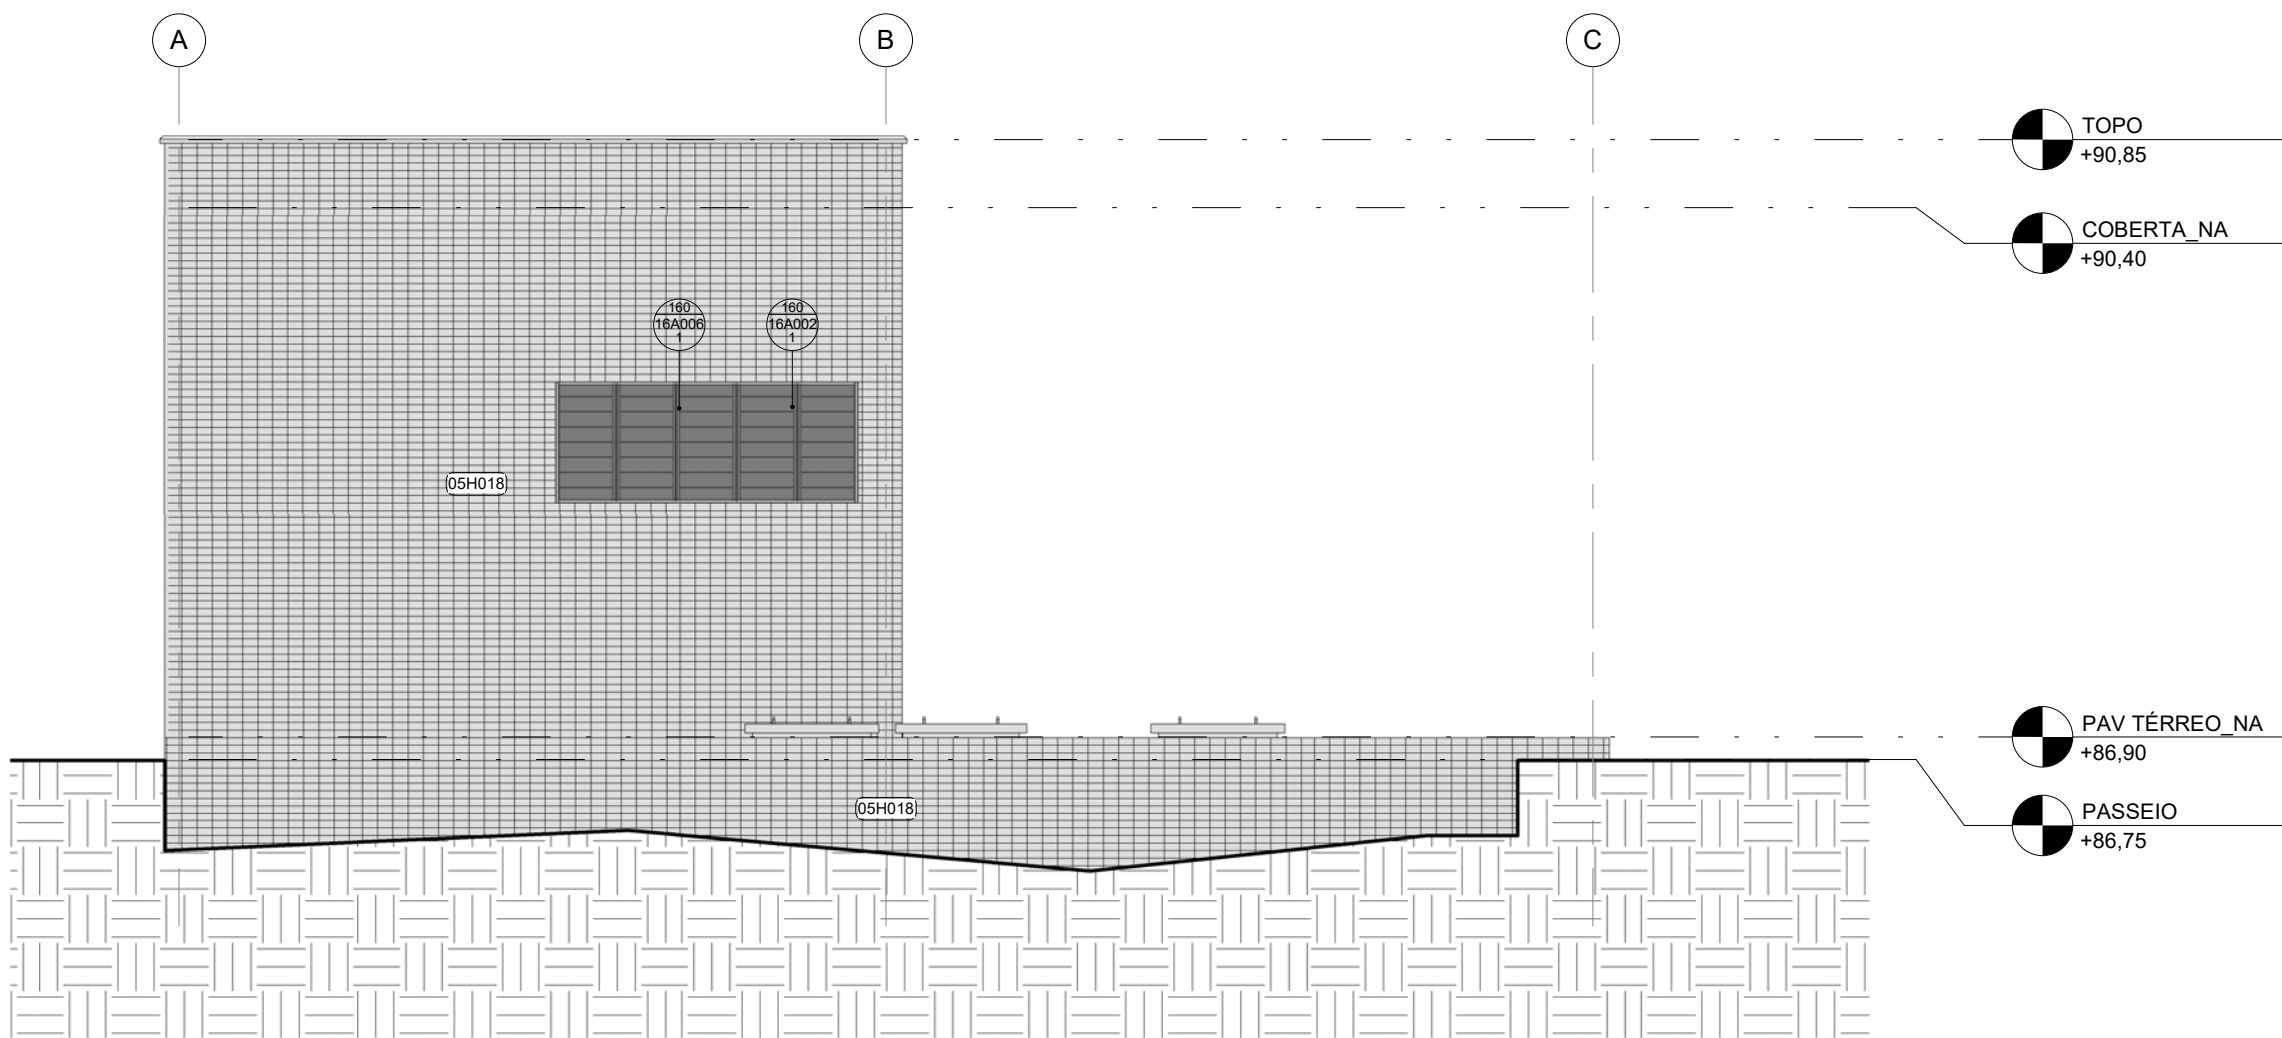 A
B
C
TOPO
+90,85
COBERTA_NA
+90,40
160
16A006
1
160
16A002
1
05H018
PAV TÉRREO_NA
+86,90
05H018
PASSEIO
+86,75